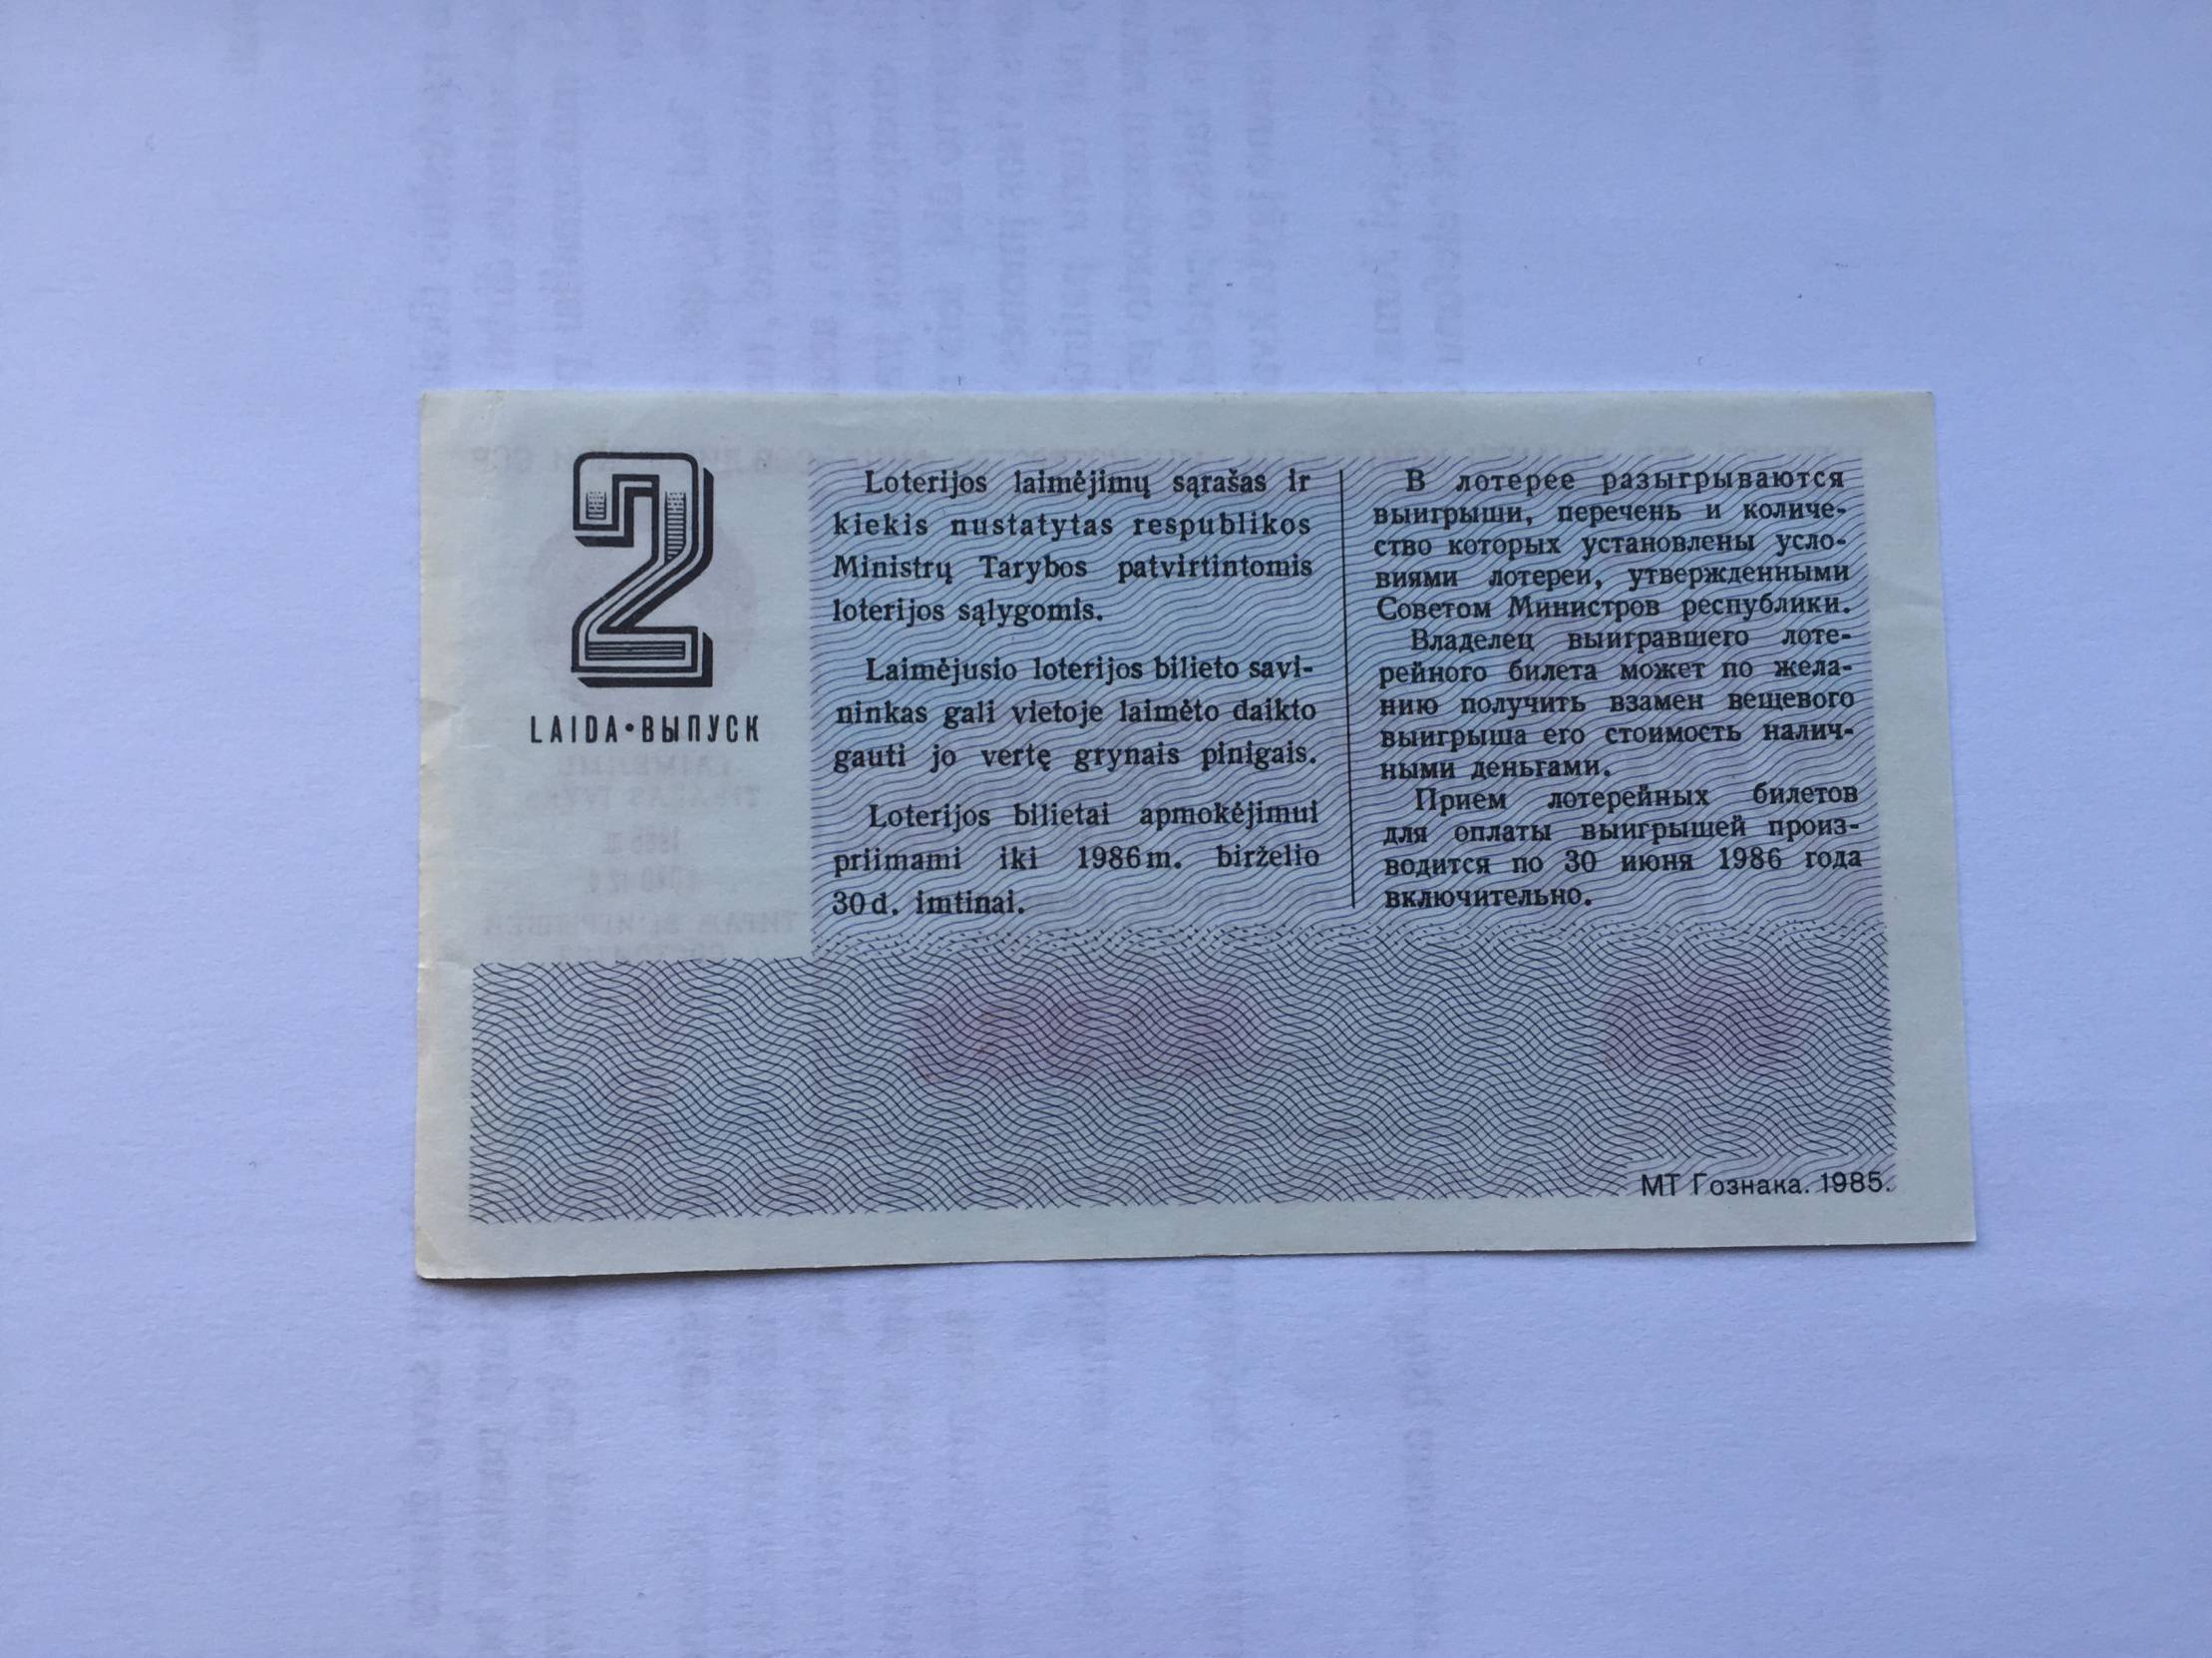 2
LAIDA•ВЫПУСК
Loterijos laimėjimų sąrašas ir
kiekis nustatytas respublikos
Ministrų Tarybos patvirtintomis
loterijos sąlygomis.
Laimėjusio loterijos bilieto savi-
ninkas gali vietoje laimėto daikto
gauti jo vertę grynais pinigais.
Loterijos bilietai apmokėjimui
priimami iki 1986 m. birželio
30 d. imtinai.
В лотерее разыгрываются
выигрыши, перечень и количе-
ство которых установлены усло-
виями лотереи, утвержденными
Советом Министров республики.
Владелец выигравшего лоте-
рейного билета может по жела-
нию получить взамен вещевого
выигрыша его стоимость налич-
ными деньгами.
Прием лотерейных билетов
для оплаты выигрышей произ-
водится по 30 июня 1986 года
включительно.
МТ Гознака. 1985.